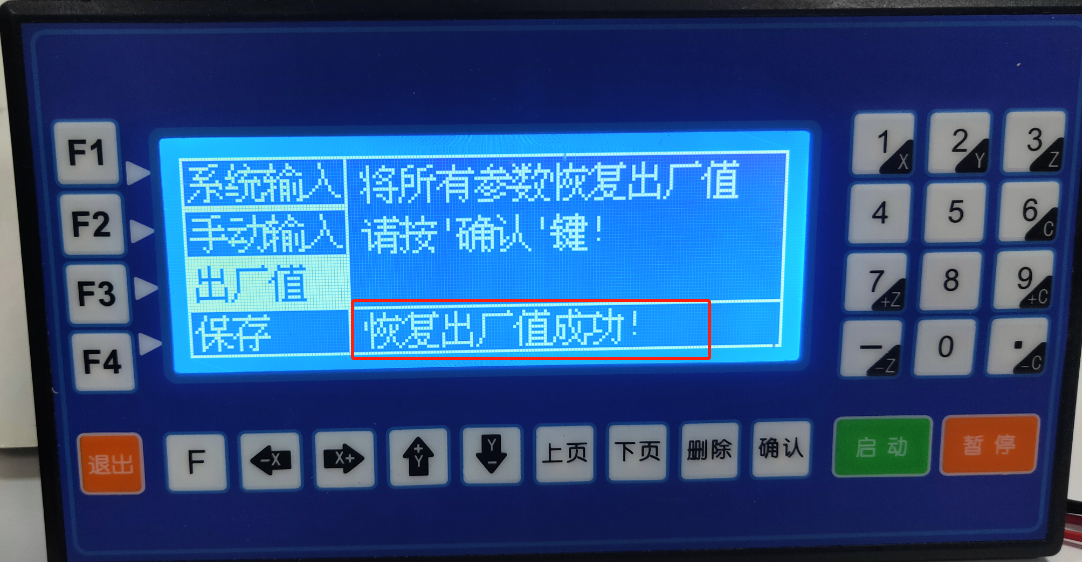 F1
系统输入
将所有参数恢复出厂值
1
X
2
Y
3
Z
F2
手动输入
请按'确认'键!
4
5
6
C
F3
出厂值
7
+Z
8
9
+C
F4
保存
恢复出厂值成功!
-
-Z
0
.
-C
退出
F
-X
X+
+
Y
Y
-
上页
下页
删除
确认
启动
暂停